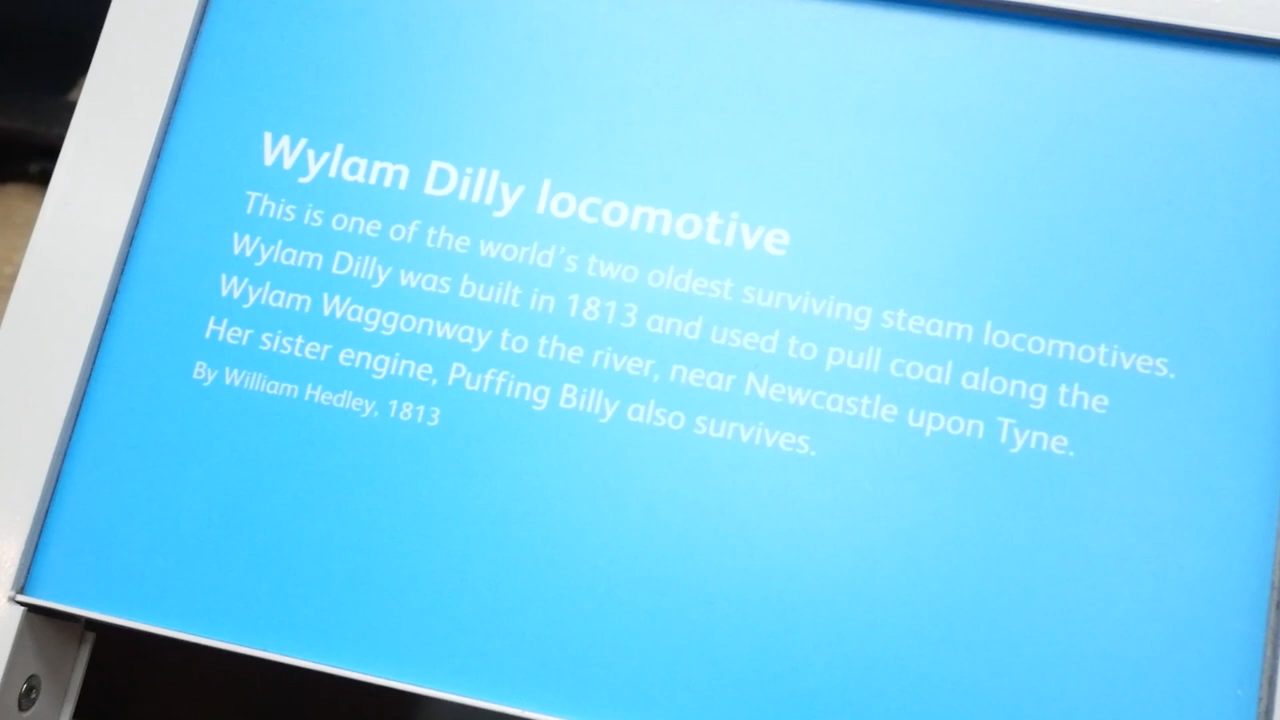 Wylam Dilly locomotive
This is one of the world's two oldest surviving steam locomotives.
Wylam Dilly was built in 1813 and used to pull coal along the
Wylam Waggonway to the river, near Newcastle upon Tyne.
Her sister engine, Puffing Billy also survives.
By William Hedley, 1813